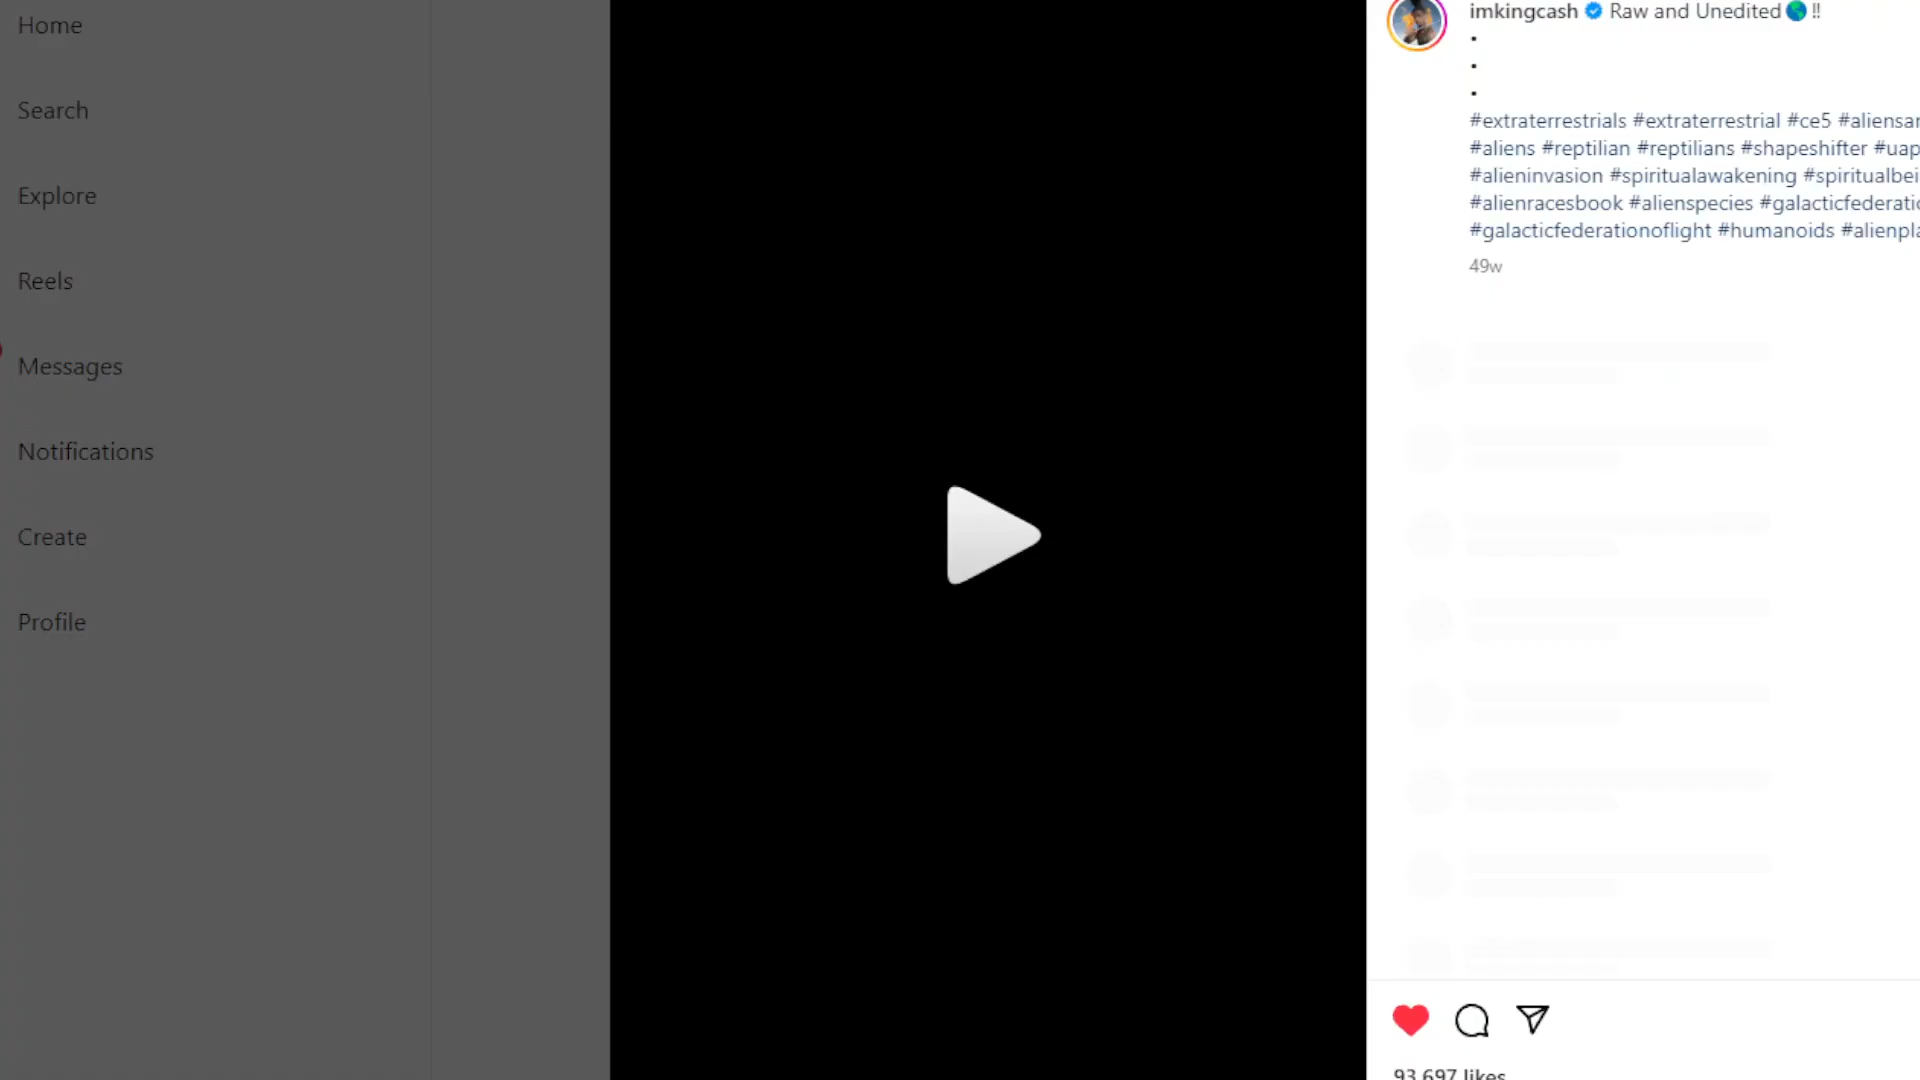 Home
Search
Explore
Reels
Messages
Notifications
Create
Profile
imkingcash Raw and Unedited🌎 ‼
.
.
.
#extraterrestrials #extraterrestrial #ce5 #aliensar
#aliens #reptilian #reptilians #shapeshifter #uap
#alieninvasion #spiritualawakening #spiritualbei
#alienracesbook #alienspecies #galacticfederatio
#galacticfederationoflight #humanoids #alienpla
49w
93,697 likes